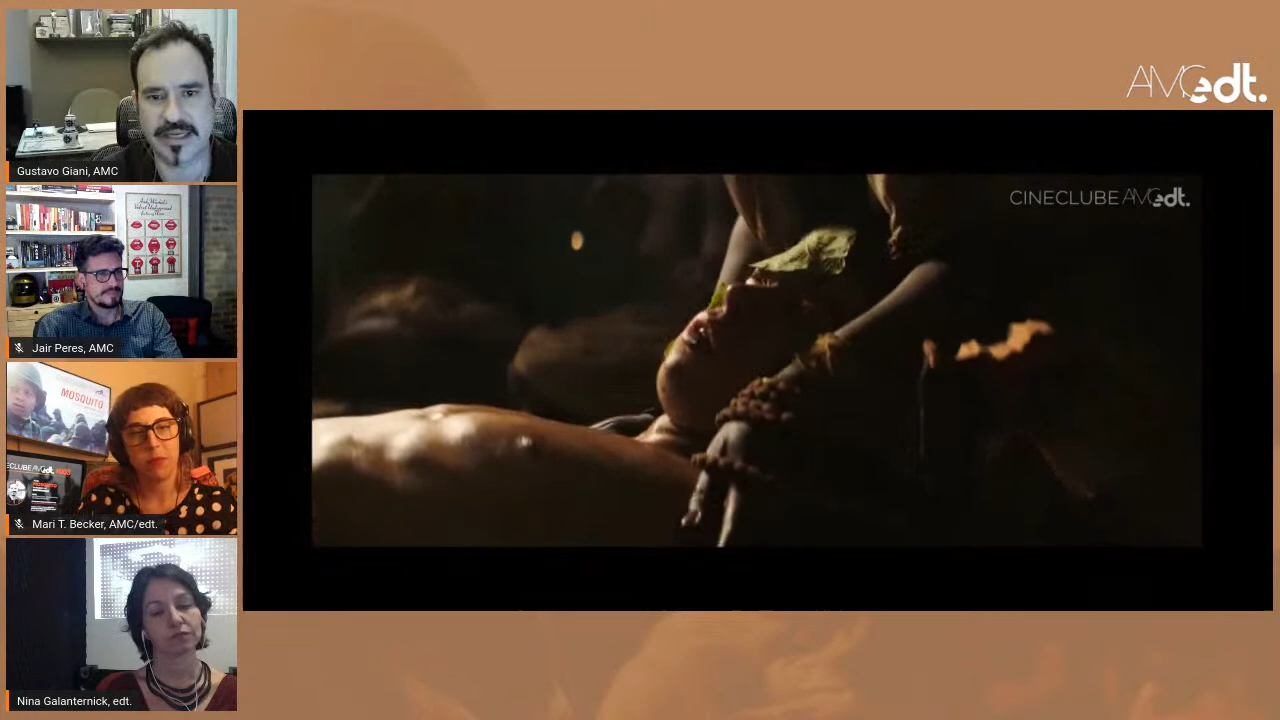 AMCedt.
CINECLUBE AMCedt.
Gustavo Giani, AMC
Jair Peres, AMC
MOSQUITO
Mari T. Becker, AMC/edt.
Nina Galanternick, edt.